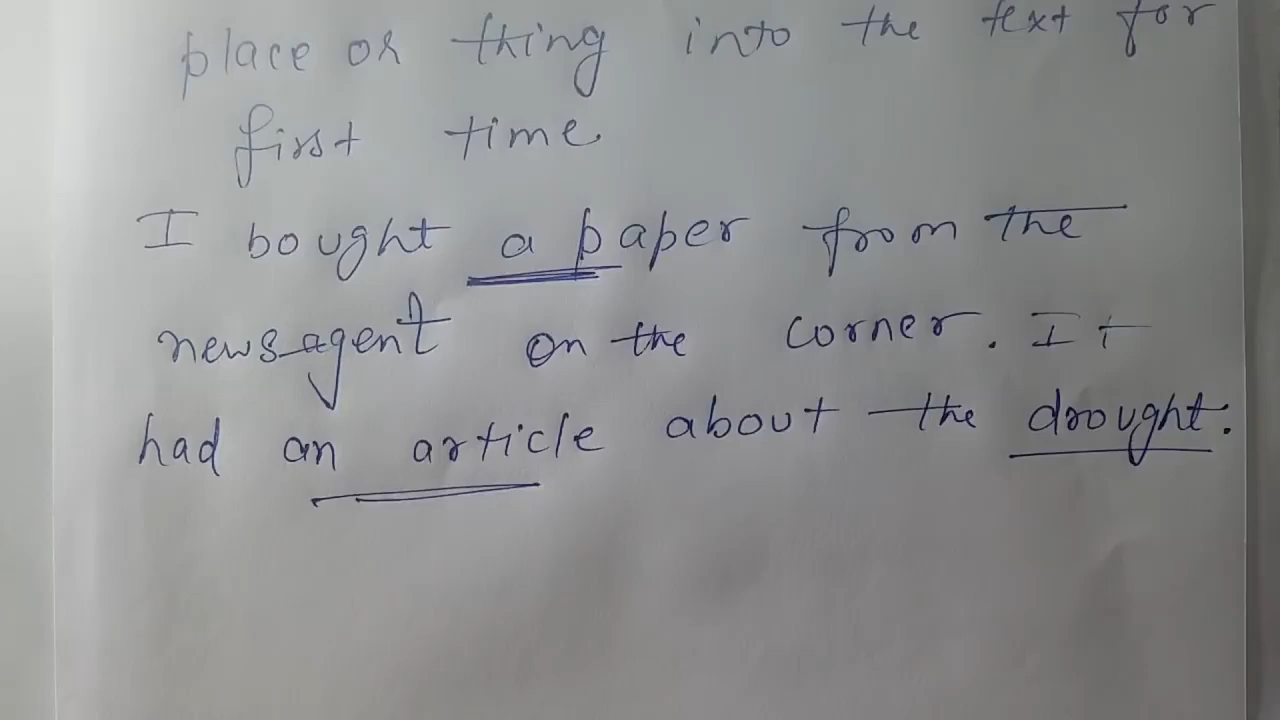 place or thing into the text for
first time
I bought a paper from the
newsagent on the corner. It
had an article about the drought.